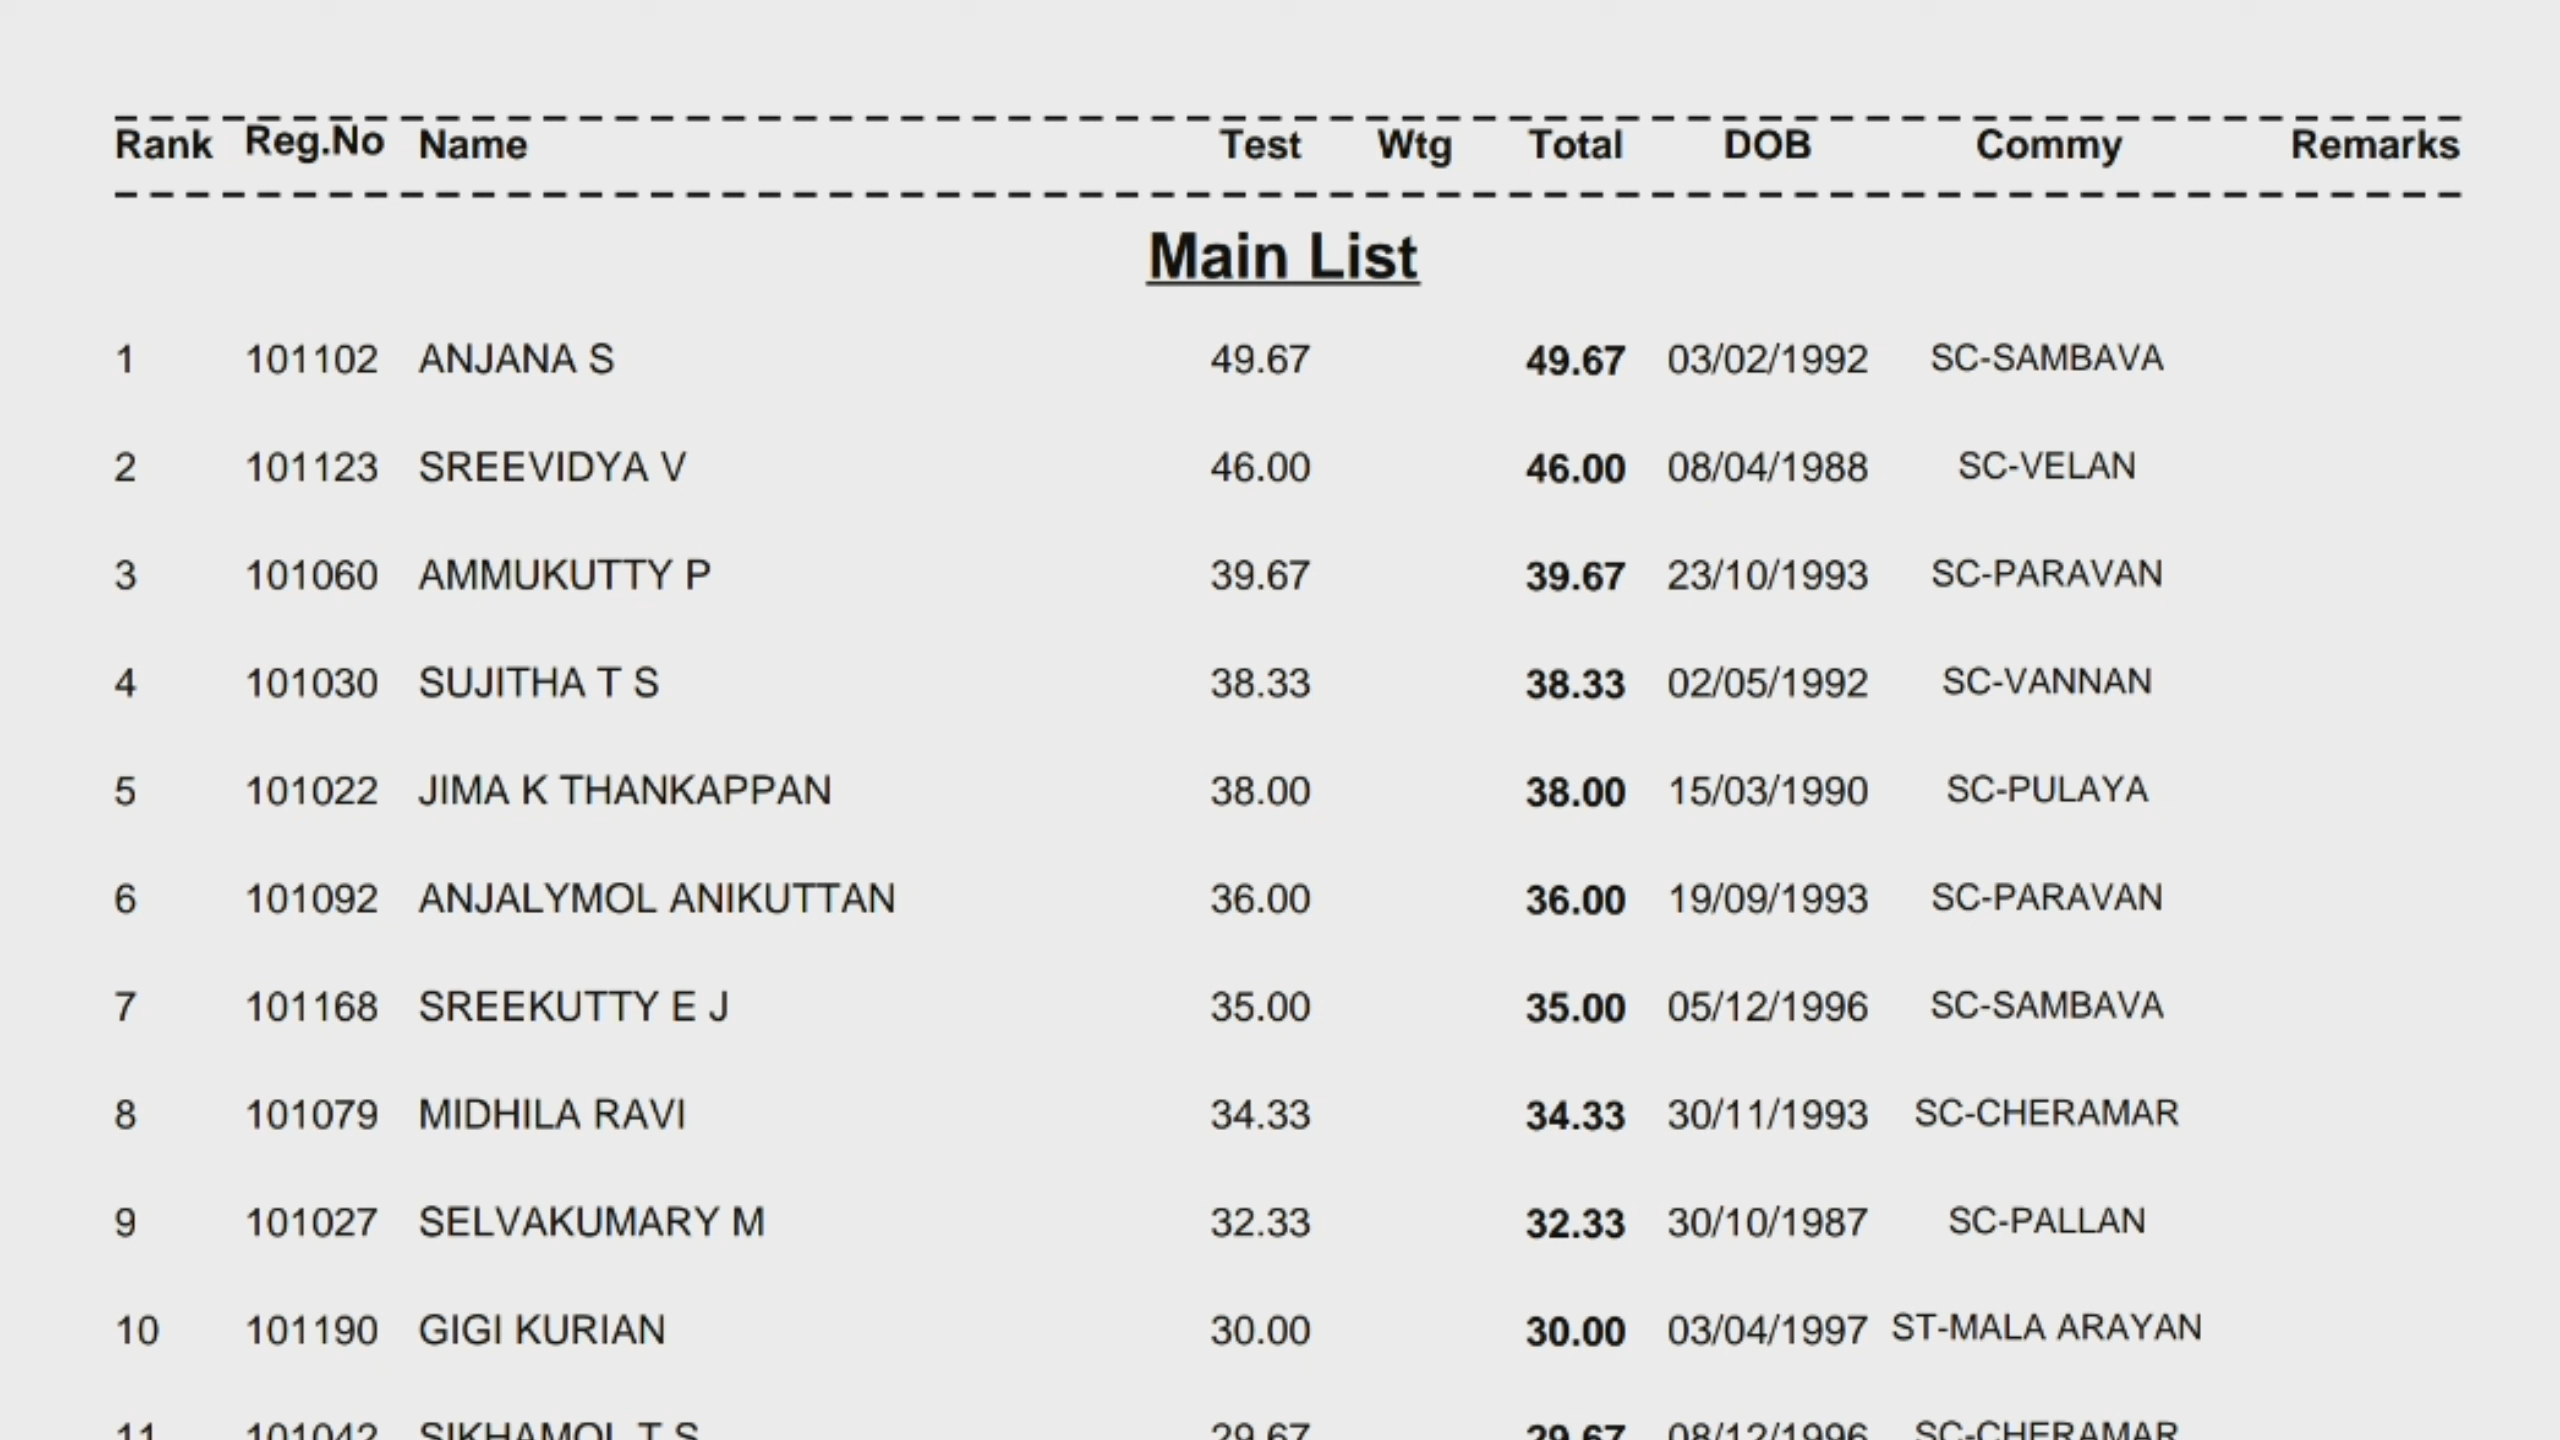 Rank Reg.No Name Test Wtg Total DOB Commy Remarks
Main List
1 101102 ANJANA S 49.67 49.67 03/02/1992 SC-SAMBAVA
2 101123 SREEVIDYA V 46.00 46.00 08/04/1988 SC-VELAN
3 101060 AMMUKUTTY P 39.67 39.67 23/10/1993 SC-PARAVAN
4 101030 SUJITHA T S 38.33 38.33 02/05/1992 SC-VANNAN
5 101022 JIMA K THANKAPPAN 38.00 38.00 15/03/1990 SC-PULAYA
6 101092 ANJALYMOL ANIKUTTAN 36.00 36.00 19/09/1993 SC-PARAVAN
7 101168 SREEKUTTY E J 35.00 35.00 05/12/1996 SC-SAMBAVA
8 101079 MIDHILA RAVI 34.33 34.33 30/11/1993 SC-CHERAMAR
9 101027 SELVAKUMARY M 32.33 32.33 30/10/1987 SC-PALLAN
10 101190 GIGI KURIAN 30.00 30.00 03/04/1997 ST-MALA ARAYAN
11 101042 SIKHAMOL T S 29.67 29.67 08/12/1996 SC-CHERAMAR